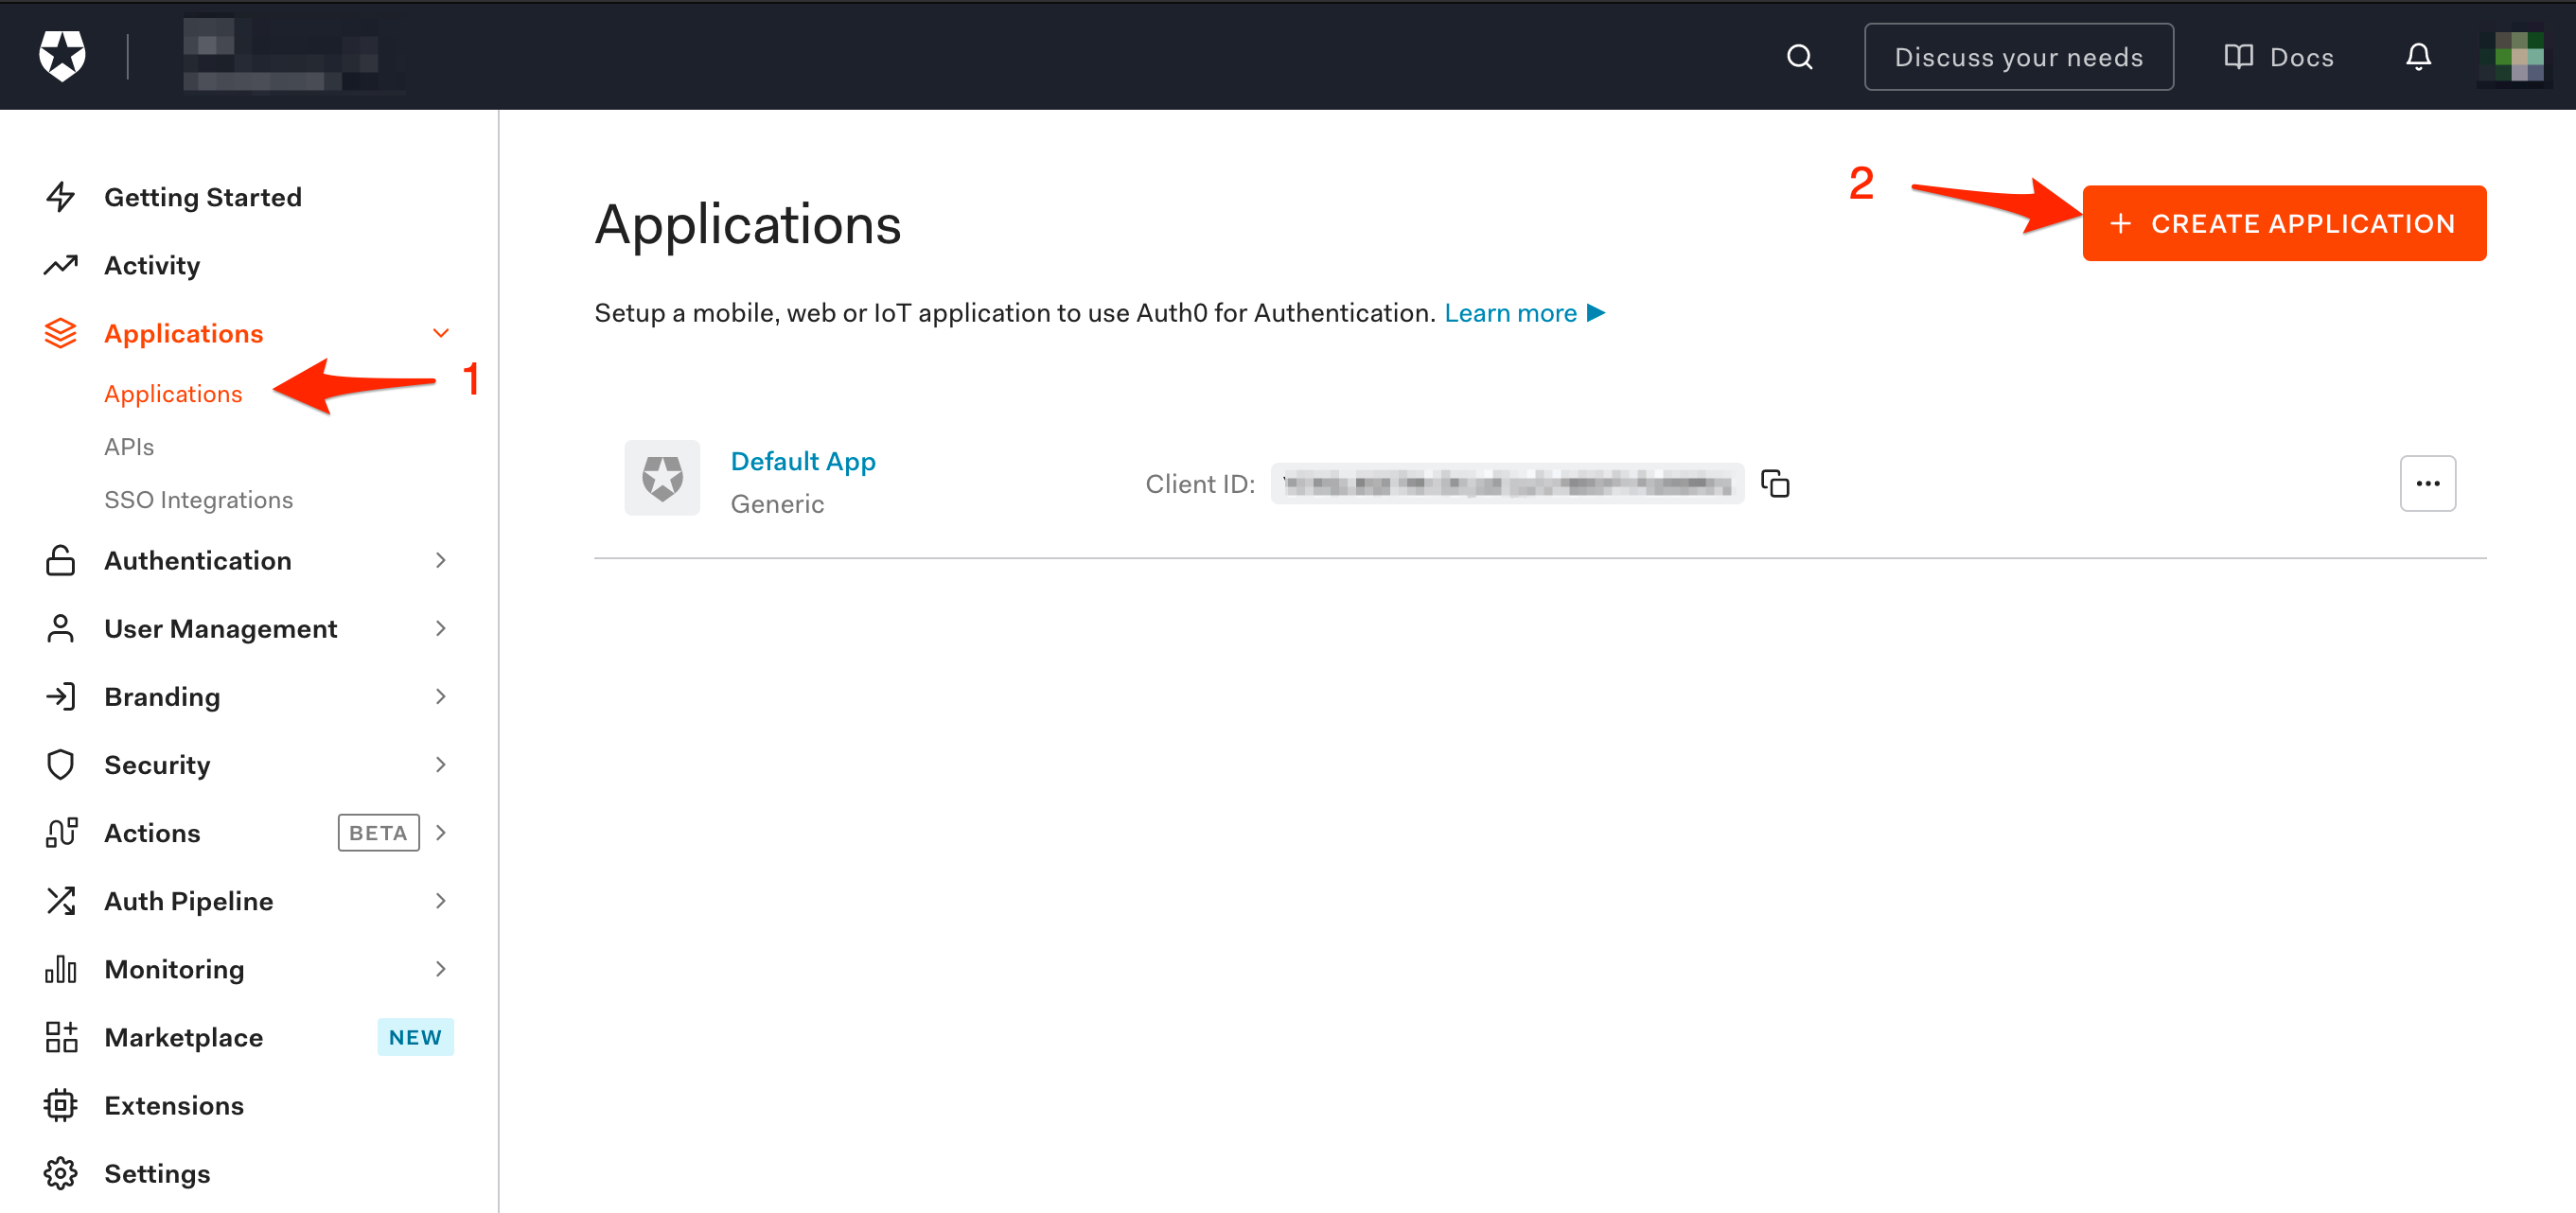 Discuss your needs
Docs
Getting Started
Activity
Applications
Applications
1
APIs
SSO Integrations
Authentication
User Management
Branding
Security
Actions BETA
Auth Pipeline
Monitoring
Marketplace NEW
Extensions
Settings
Applications
2
+ CREATE APPLICATION
Setup a mobile, web or IoT application to use Auth0 for Authentication. Learn more ▶
Default App
Generic
Client ID: